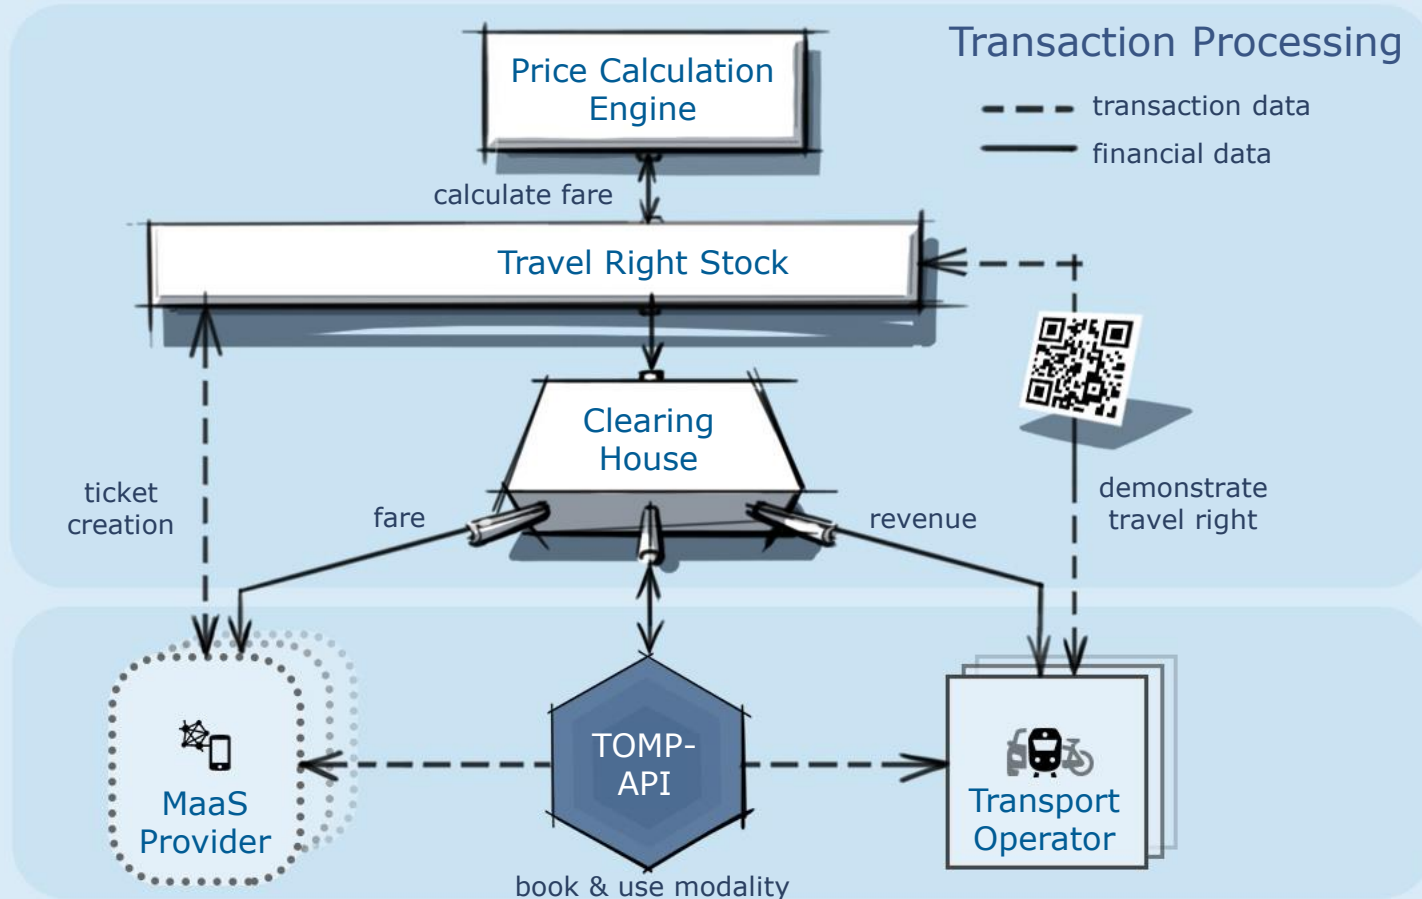 Transaction Processing
transaction data
financial data
Price Calculation
Engine
calculate fare
Travel Right Stock
Clearing
House
ticket
creation
fare
revenue
demonstrate
travel right
TOMP-
API
MaaS
Provider
Transport
Operator
book & use modality